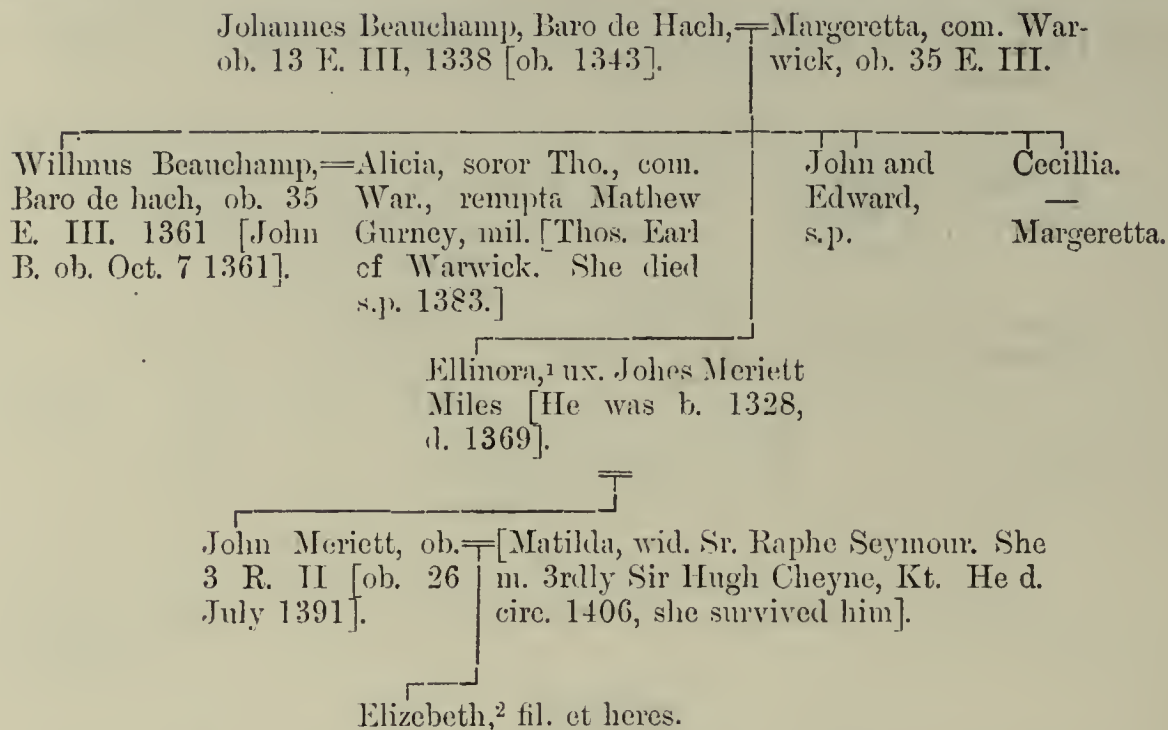 Johannes Beauchamp, Baro de Hach,
ob. 13 E. III, 1338 [ob. 1343].
Margeretta, com. War-
wick, ob. 35 E. III.
Willmus Beauchamp,
Baro de hach, ob. 35
E. III. 1361 [John
B. ob. Oct. 7 1361].
Alicia, soror Tho., com.
War., renupta Mathew
Gurney, mil. [Thos. Earl
of Warwick. She died
s.p. 1383.]
John and
Edward,
s.p.
Cecillia.
—
Margeretta.
Ellinora,¹ ux. Johes Meriett
Miles [He was b. 1328,
d. 1369].
John Meriett, ob.
3 R. II [ob. 26
July 1391].
[Matilda, wid. Sr. Raphe Seymour. She
m. 3rdly Sir Hugh Cheyne, Kt. He d.
circ. 1406, she survived him].
Elizebeth,² fil. et heres.